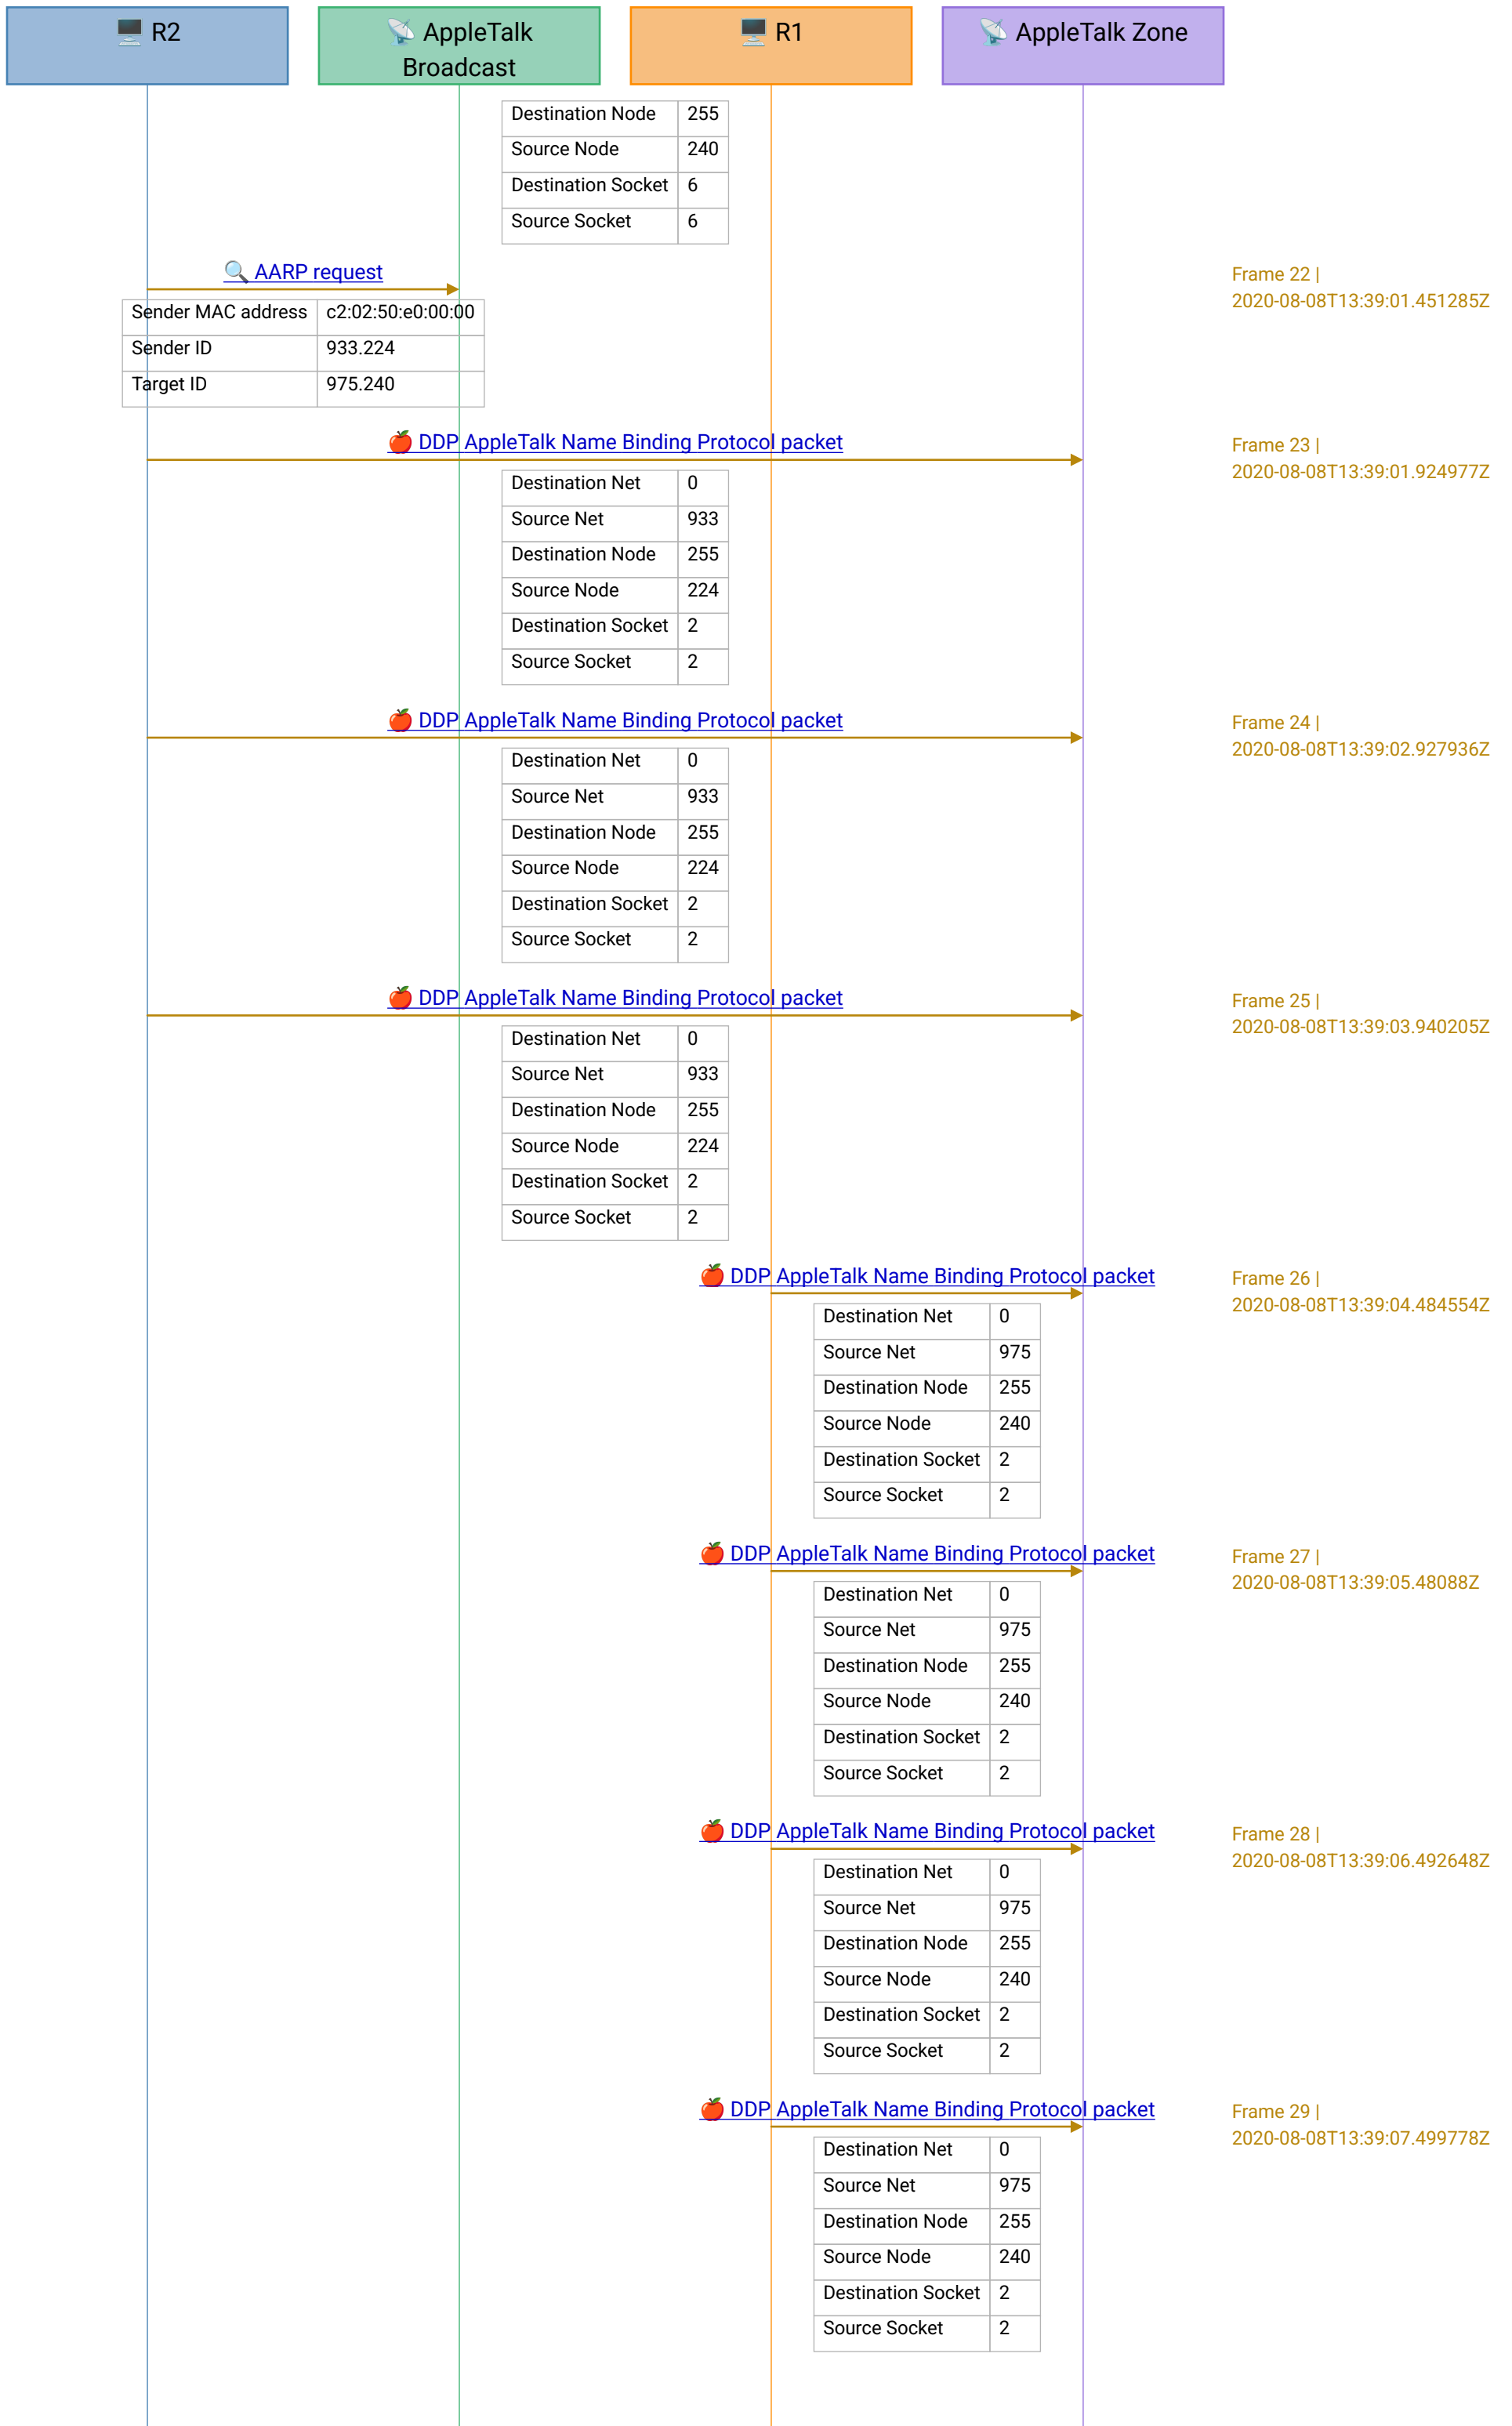 🖥️ R2
📡 AppleTalk
Broadcast
🖥️ R1
📡 AppleTalk Zone
Destination Node 255
Source Node 240
Destination Socket 6
Source Socket 6
🔍 AARP request
Frame 22 |
2020-08-08T13:39:01.451285Z
Sender MAC address c2:02:50:e0:00:00
Sender ID 933.224
Target ID 975.240
🍎 DDP AppleTalk Name Binding Protocol packet
Frame 23 |
2020-08-08T13:39:01.924977Z
Destination Net 0
Source Net 933
Destination Node 255
Source Node 224
Destination Socket 2
Source Socket 2
🍎 DDP AppleTalk Name Binding Protocol packet
Frame 24 |
2020-08-08T13:39:02.927936Z
Destination Net 0
Source Net 933
Destination Node 255
Source Node 224
Destination Socket 2
Source Socket 2
🍎 DDP AppleTalk Name Binding Protocol packet
Frame 25 |
2020-08-08T13:39:03.940205Z
Destination Net 0
Source Net 933
Destination Node 255
Source Node 224
Destination Socket 2
Source Socket 2
🍎 DDP AppleTalk Name Binding Protocol packet
Frame 26 |
2020-08-08T13:39:04.484554Z
Destination Net 0
Source Net 975
Destination Node 255
Source Node 240
Destination Socket 2
Source Socket 2
🍎 DDP AppleTalk Name Binding Protocol packet
Frame 27 |
2020-08-08T13:39:05.48088Z
Destination Net 0
Source Net 975
Destination Node 255
Source Node 240
Destination Socket 2
Source Socket 2
🍎 DDP AppleTalk Name Binding Protocol packet
Frame 28 |
2020-08-08T13:39:06.492648Z
Destination Net 0
Source Net 975
Destination Node 255
Source Node 240
Destination Socket 2
Source Socket 2
🍎 DDP AppleTalk Name Binding Protocol packet
Frame 29 |
2020-08-08T13:39:07.499778Z
Destination Net 0
Source Net 975
Destination Node 255
Source Node 240
Destination Socket 2
Source Socket 2